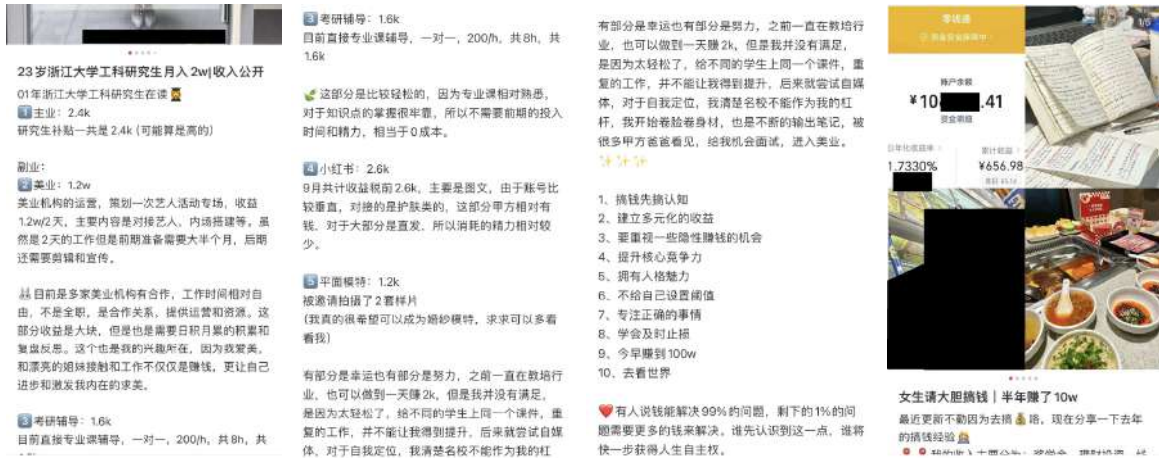 23岁浙江大学工科研究生月入2w|收入公开
01年浙江大学工科研究生在读👩‍🎓
1️⃣主业：2.4k
研究生补贴一共是2.4k（可能算是高的）
副业：
2️⃣美业：1.2w
美业机构的运营，策划一次艺人活动专场，收益
1.2w/2天，主要内容是对接艺人、内场搭建等，虽
然是2天的工作但是前期准备需要大半个月，后期
还需要剪辑和宣传。
目前是多家美业机构有合作，工作时间相对自
由，不是全职，是合作关系，提供运营和资源。这
部分收益是大块，但是也是需要日积月累的积累和
复盘反思。这个也是我的兴趣所在，因为我爱美，
和漂亮的姐妹接触和工作不仅仅是赚钱，更让自己
进步和激发我内在的求美。
3️⃣考研辅导：1.6k
目前直接专业课辅导，一对一，200/h，共8h，共
3️⃣考研辅导：1.6k
目前直接专业课辅导，一对一，200/h，共8h，共
1.6k
🌿这部分是比较轻松的，因为专业课相对熟悉，
对于知识点的掌握很牢靠，所以不需要前期的投入
时间和精力，相当于0成本。
4️⃣小红书：2.6k
9月共计收益税前2.6k，主要是图文，由于账号比
较垂直，对接的是护肤类的，这部分甲方相对有
钱，对于大部分是直发，所以消耗的精力相对较
少。
5️⃣平面模特：1.2k
被邀请拍摄了2套样片
（我真的很希望可以成为婚纱模特，求求可以多看
看我）
有部分是幸运也有部分是努力，之前一直在教培行
业，也可以做到一天赚2k，但是我并没有满足，
是因为太轻松了，给不同的学生上同一个课件，重
复的工作，并不能让我得到提升，后来就尝试自媒
体，对于自我定位，我清楚名校不能作为我的杠
有部分是幸运也有部分是努力，之前一直在教培行
业，也可以做到一天赚2k，但是我并没有满足，
是因为太轻松了，给不同的学生上同一个课件，重
复的工作，并不能让我得到提升，后来就尝试自媒
体，对于自我定位，我清楚名校不能作为我的杠
杆，我开始卷脸卷身材，也是不断的输出笔记，被
很多甲方爸爸看见，给我机会面试，进入美业。
✨✨✨
1、搞钱先搞认知
2、建立多元化的收益
3、要重视一些隐性赚钱的机会
4、提升核心竞争力
5、拥有人格魅力
6、不给自己设置阈值
7、专注正确的事情
8、学会及时止损
9、今早赚到100w
10、去看世界
❤️有人说钱能解决99%的问题，剩下的1%的问
题需要更多的钱来解决。谁先认识到这一点，谁将
快一步获得人生自主权。
零钱通
账户余额
¥10 .41
资金明细
累计收益
1.7330%
¥656.98
1/5
女生请大胆搞钱｜半年赚了10w
最近更新不勤因为去搞💰路，现在分享一下去年
的搞钱经验